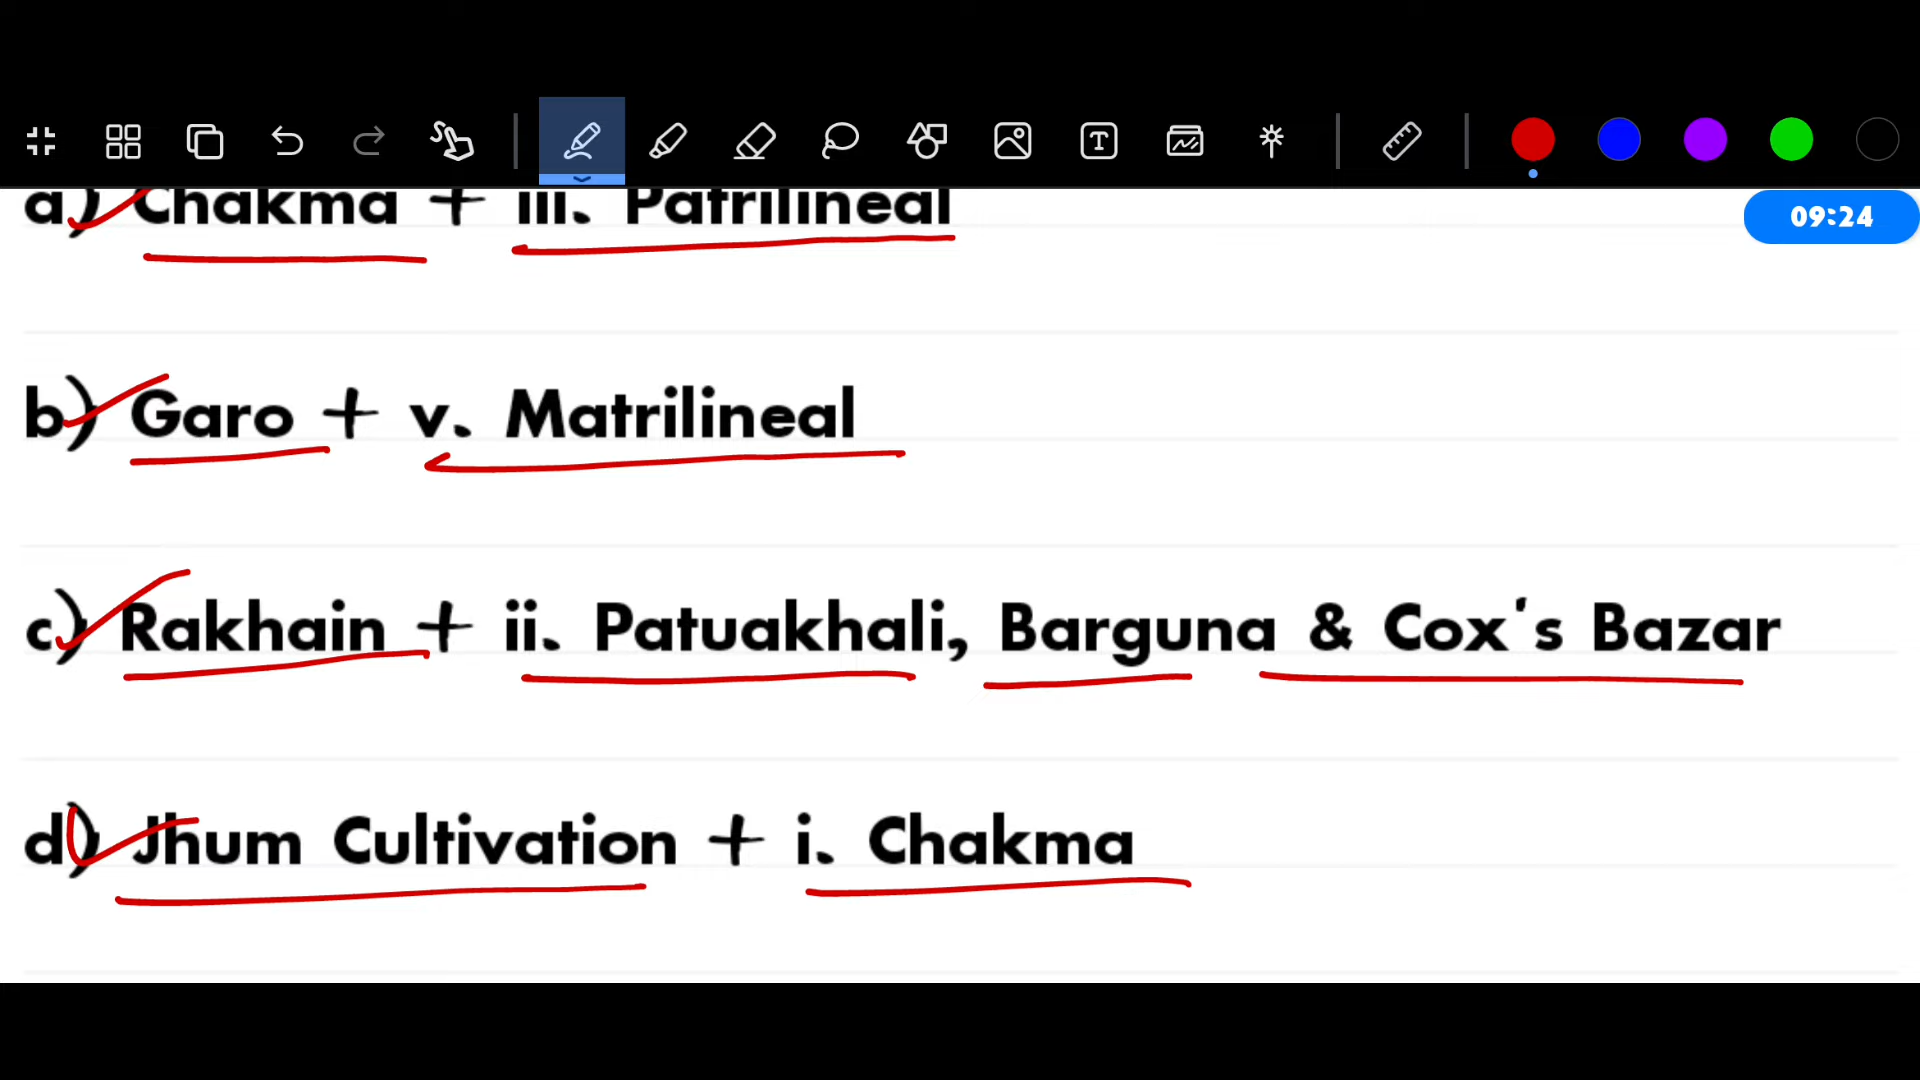 a) Chakma + iii. Patrilineal
09:24
b) Garo + v. Matrilineal
c) Rakhain + ii. Patuakhali, Barguna & Cox's Bazar
d) Jhum Cultivation + i. Chakma